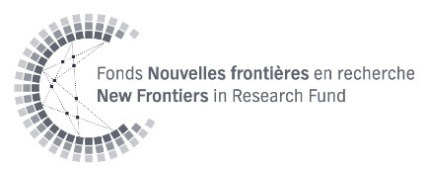 Fonds Nouvelles frontières en recherche
New Frontiers in Research Fund